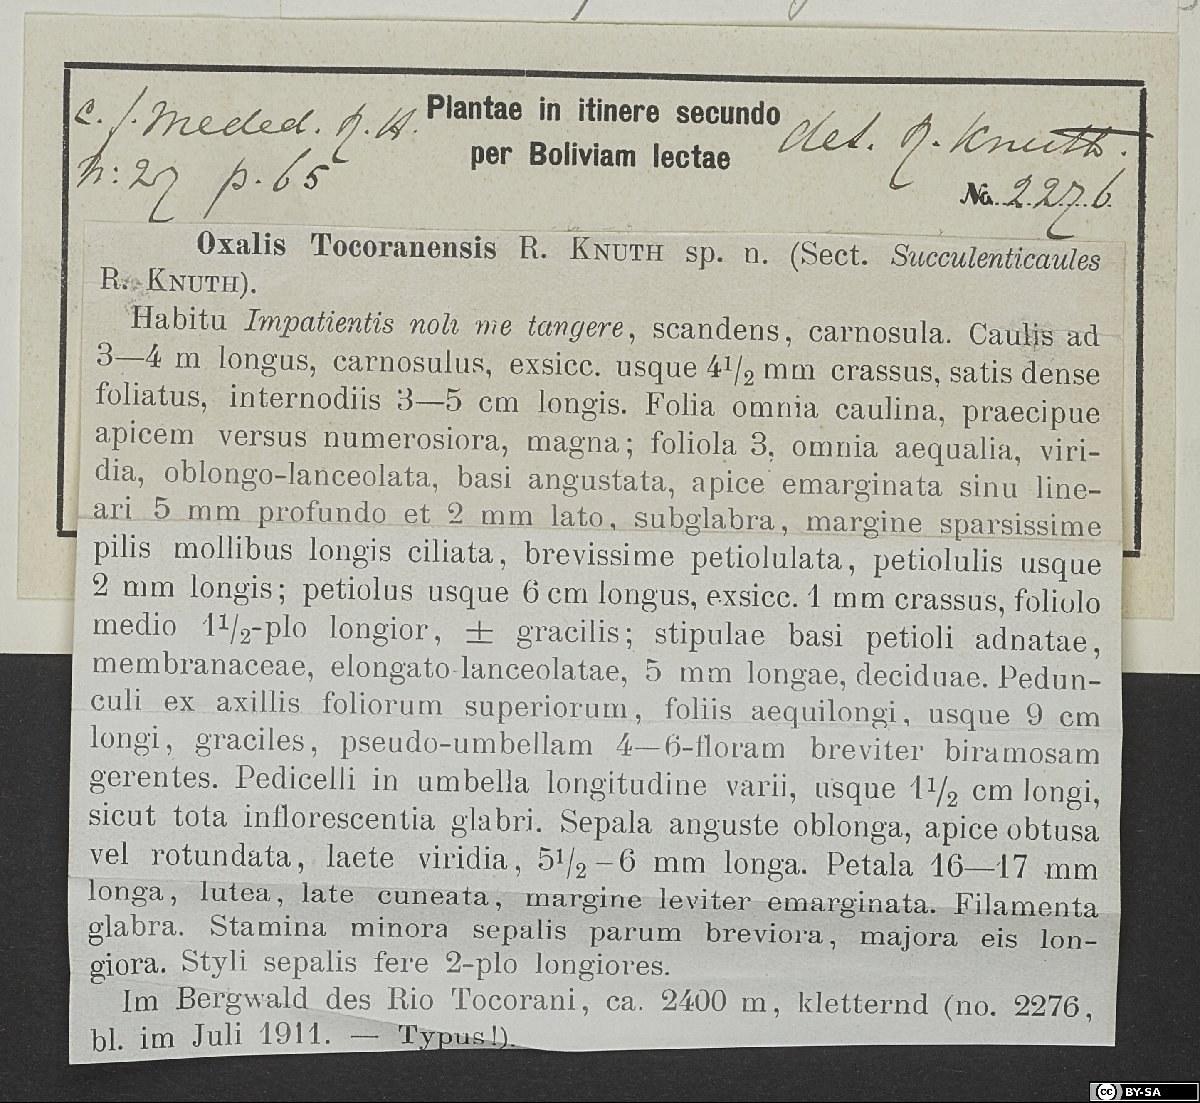 Plantae in itinere secundo
per Boliviam lectae
c. f. Meded. R. H.
n: 27 p. 65
det. R. Knuth.
No. 2276.
Oxalis Tocoranensis R. KNUTH sp. n. (Sect. Succulenticaules
R. KNUTH).
Habitu Impatientis noli me tangere, scandens, carnosula. Caulis ad
3—4 m longus, carnosulus, exsicc. usque 4½ mm crassus, satis dense
foliatus, internodiis 3—5 cm longis. Folia omnia caulina, praecipue
apicem versus numerosiora, magna; foliola 3, omnia aequalia, viri-
dia, oblongo-lanceolata, basi angustata, apice emarginata sinu line-
ari 5 mm profundo et 2 mm lato, subglabra, margine sparsissime
pilis mollibus longis ciliata, brevissime petiolulata, petiolulis usque
2 mm longis; petiolus usque 6 cm longus, exsicc. 1 mm crassus, foliolo
medio 1½-plo longior, ± gracilis; stipulae basi petioli adnatae,
membranaceae, elongato-lanceolatae, 5 mm longae, deciduae. Pedun-
culi ex axillis foliorum superiorum, foliis aequilongi, usque 9 cm
longi, graciles, pseudo-umbellam 4—6-floram breviter biramosam
gerentes. Pedicelli in umbella longitudine varii, usque 1½ cm longi,
sicut tota inflorescentia glabri. Sepala anguste oblonga, apice obtusa
vel rotundata, laete viridia, 5½–6 mm longa. Petala 16—17 mm
longa, lutea, late cuneata, margine leviter emarginata. Filamenta
glabra. Stamina minora sepalis parum breviora, majora eis lon-
giora. Styli sepalis fere 2-plo longiores.
Im Bergwald des Rio Tocorani, ca. 2400 m, kletternd (no. 2276,
bl. im Juli 1911. — Typus!).
cc BY-SA